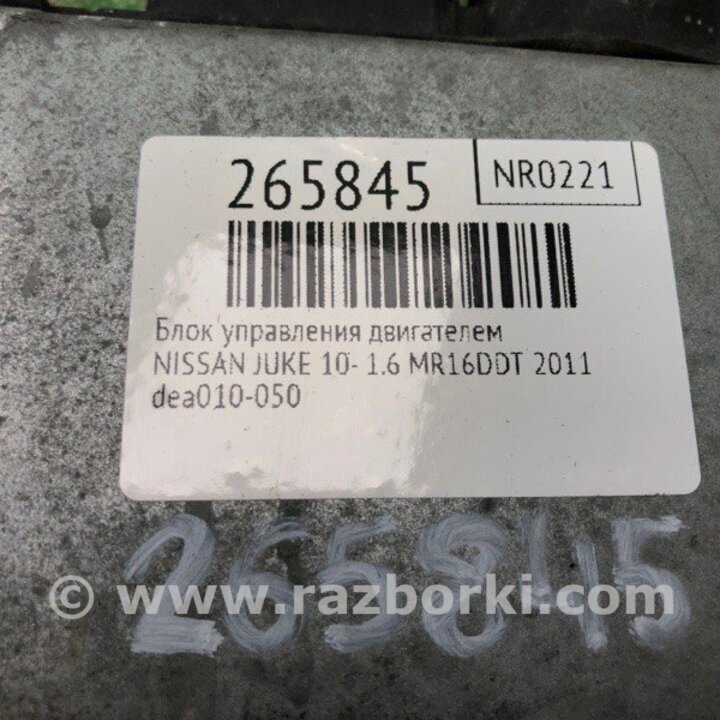 265845
NR0221
Блок управления двигателем
NISSAN JUKE 10- 1.6 MR16DDT 2011
dea010-050
265845
© www.razborki.com